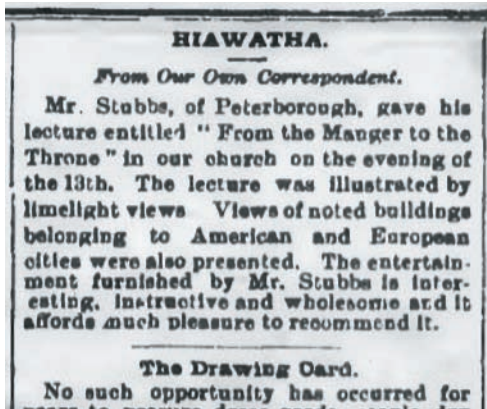 HIAWATHA.
From Our Own Correspondent.
Mr. Stubbs, of Peterborough, gave his
lecture entitled "From the Manger to the
Throne" in our church on the evening of
the 13th. The lecture was illustrated by
limelight views Views of noted buildings
belonging to American and European
cities were also presented. The entertain-
ment furnished by Mr. Stubbs is inter-
esting, instructive and wholesome and it
affords much pleasure to recommend it.
The Drawing Card.
No such opportunity has occurred for